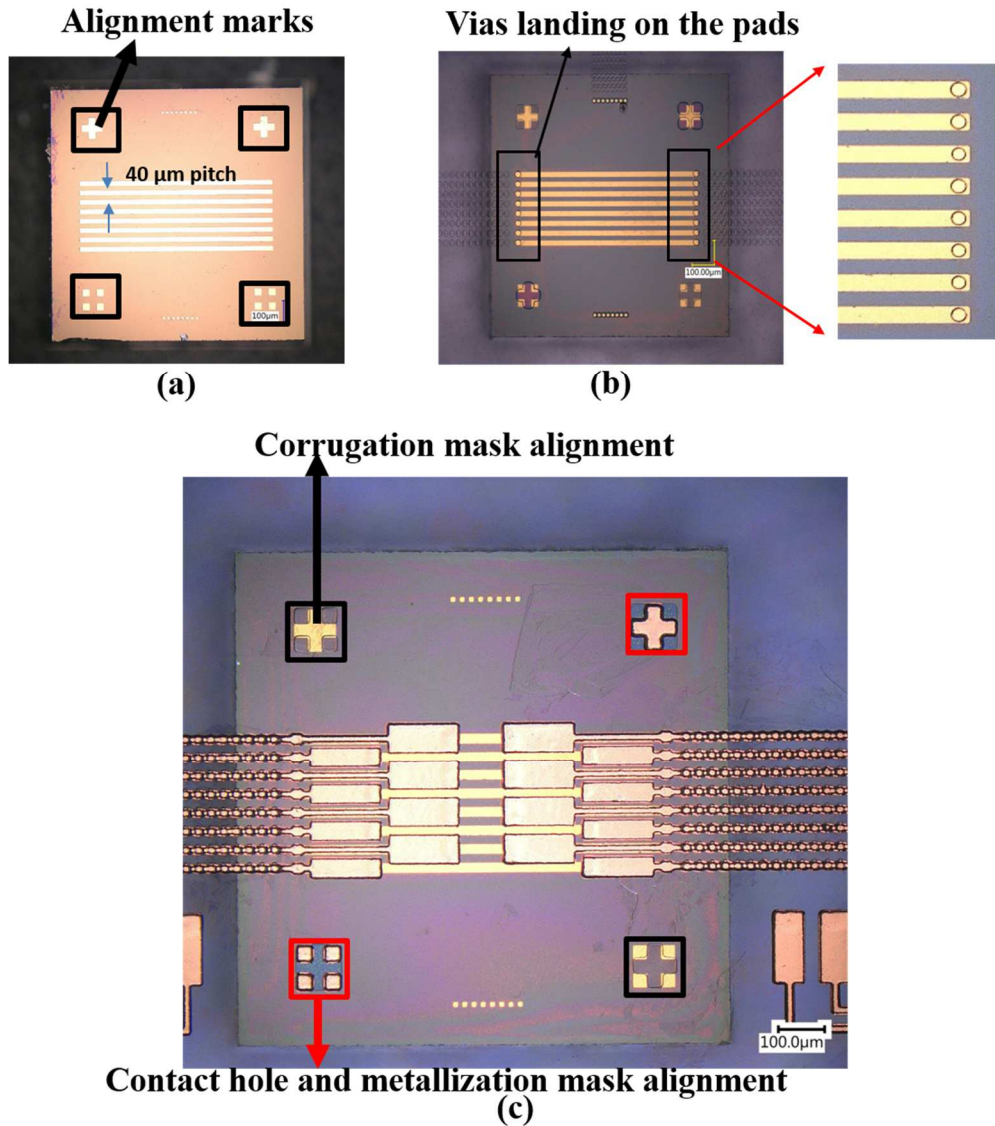 Alignment marks
Vias landing on the pads
40 µm pitch
100µm
100.00µm
(a)
(b)
Corrugation mask alignment
100.0µm
Contact hole and metallization mask alignment
(c)